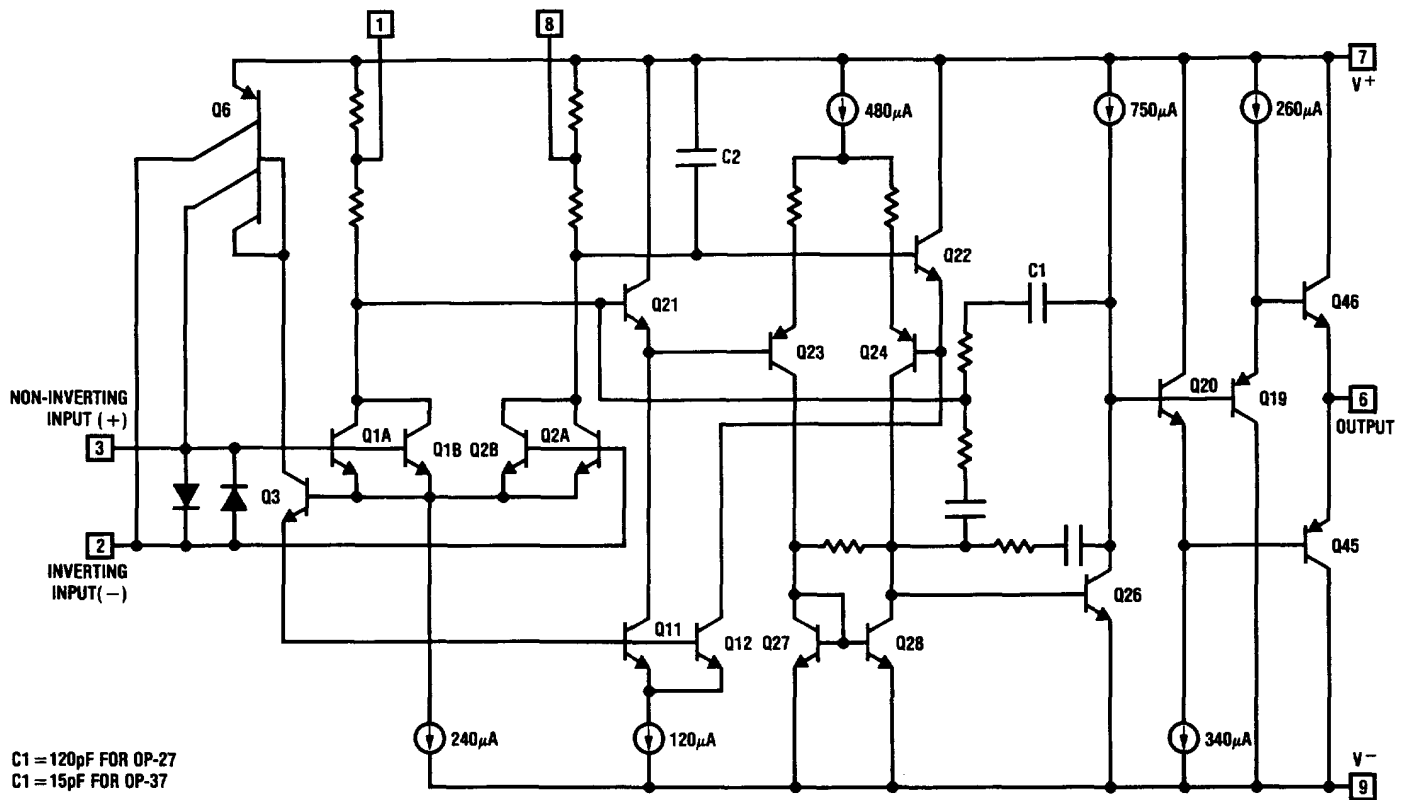 1
8
7
V+
Q6
480µA
750µA
260µA
C2
Q22
C1
Q21
Q46
Q23
Q24
Q20
Q19
6
OUTPUT
NON-INVERTING
INPUT (+)
3
Q1A
Q1B
Q2B
Q2A
Q3
2
INVERTING
INPUT(−)
Q45
Q26
Q11
Q12
Q27
Q28
240µA
120µA
340µA
C1 = 120pF FOR OP-27
C1 = 15pF FOR OP-37
V−
9